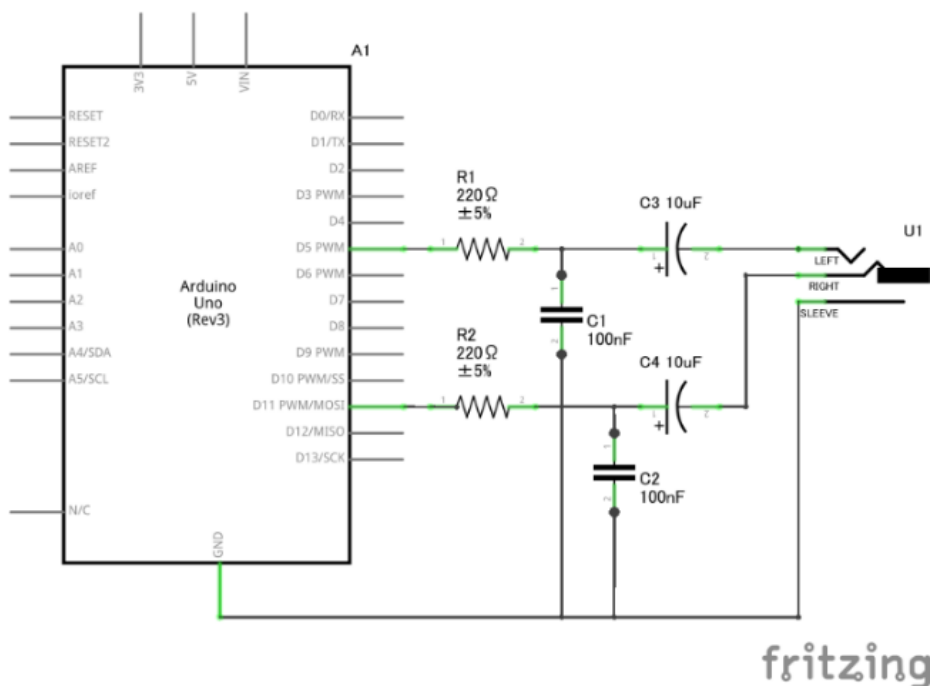 A1
3V3
5V
VIN
RESET
RESET2
AREF
ioref
A0
A1
A2
A3
A4/SDA
A5/SCL
N/C
Arduino
Uno
(Rev3)
D0/RX
D1/TX
D2
D3 PWM
D4
D5 PWM
D6 PWM
D7
D8
D9 PWM
D10 PWM/SS
D11 PWM/MOSI
D12/MISO
D13/SCK
GND
R1
220Ω
±5%
1
2
C3 10uF
1
+
2
C1
100nF
1
2
R2
220Ω
±5%
1
2
C4 10uF
1
+
2
C2
100nF
1
2
U1
LEFT
RIGHT
SLEEVE
fritzing